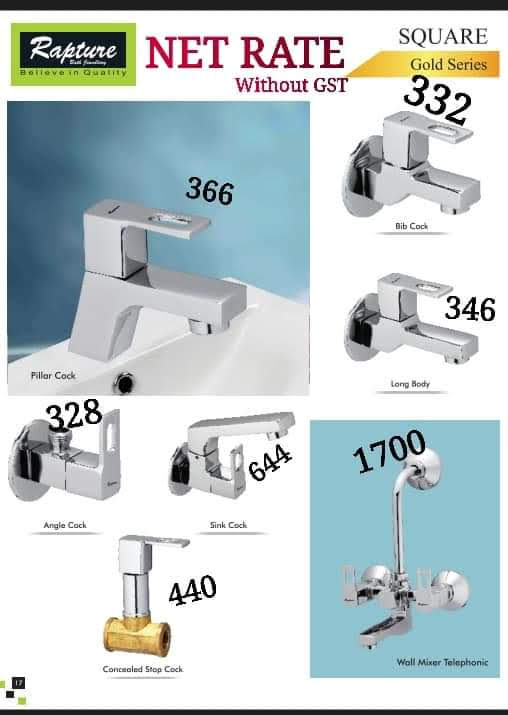 Rapture
Bath Jewellery
Believe in Quality
NET RATE
Without GST
SQUARE
Gold Series
366
Pillar Cock
332
Bib Cock
346
Long Body
328
Angle Cock
644
Sink Cock
440
Concealed Stop Cock
1700
Wall Mixer Telephonic
17